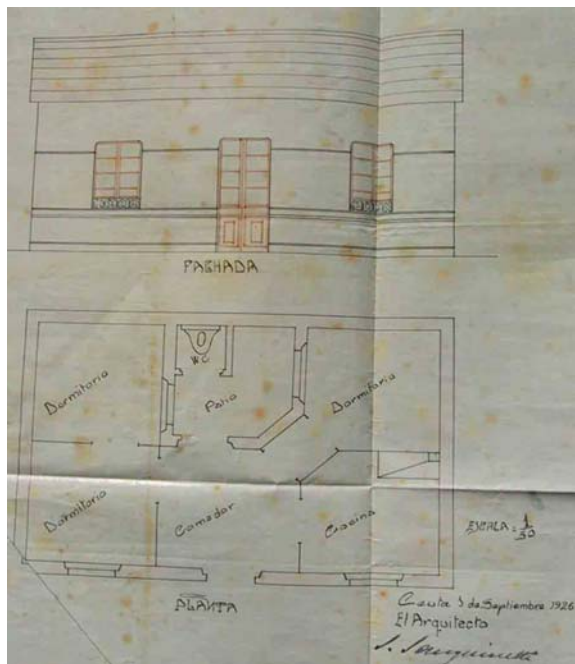 FACHADA
WC
Dormitorio
Patio
Dormitorio
Dormitorio
Comedor
Cocina
ESCALA: 1/50
PLANTA
Ceuta 3 de Septiembre 1926
El Arquitecto
S. Sanguinetti